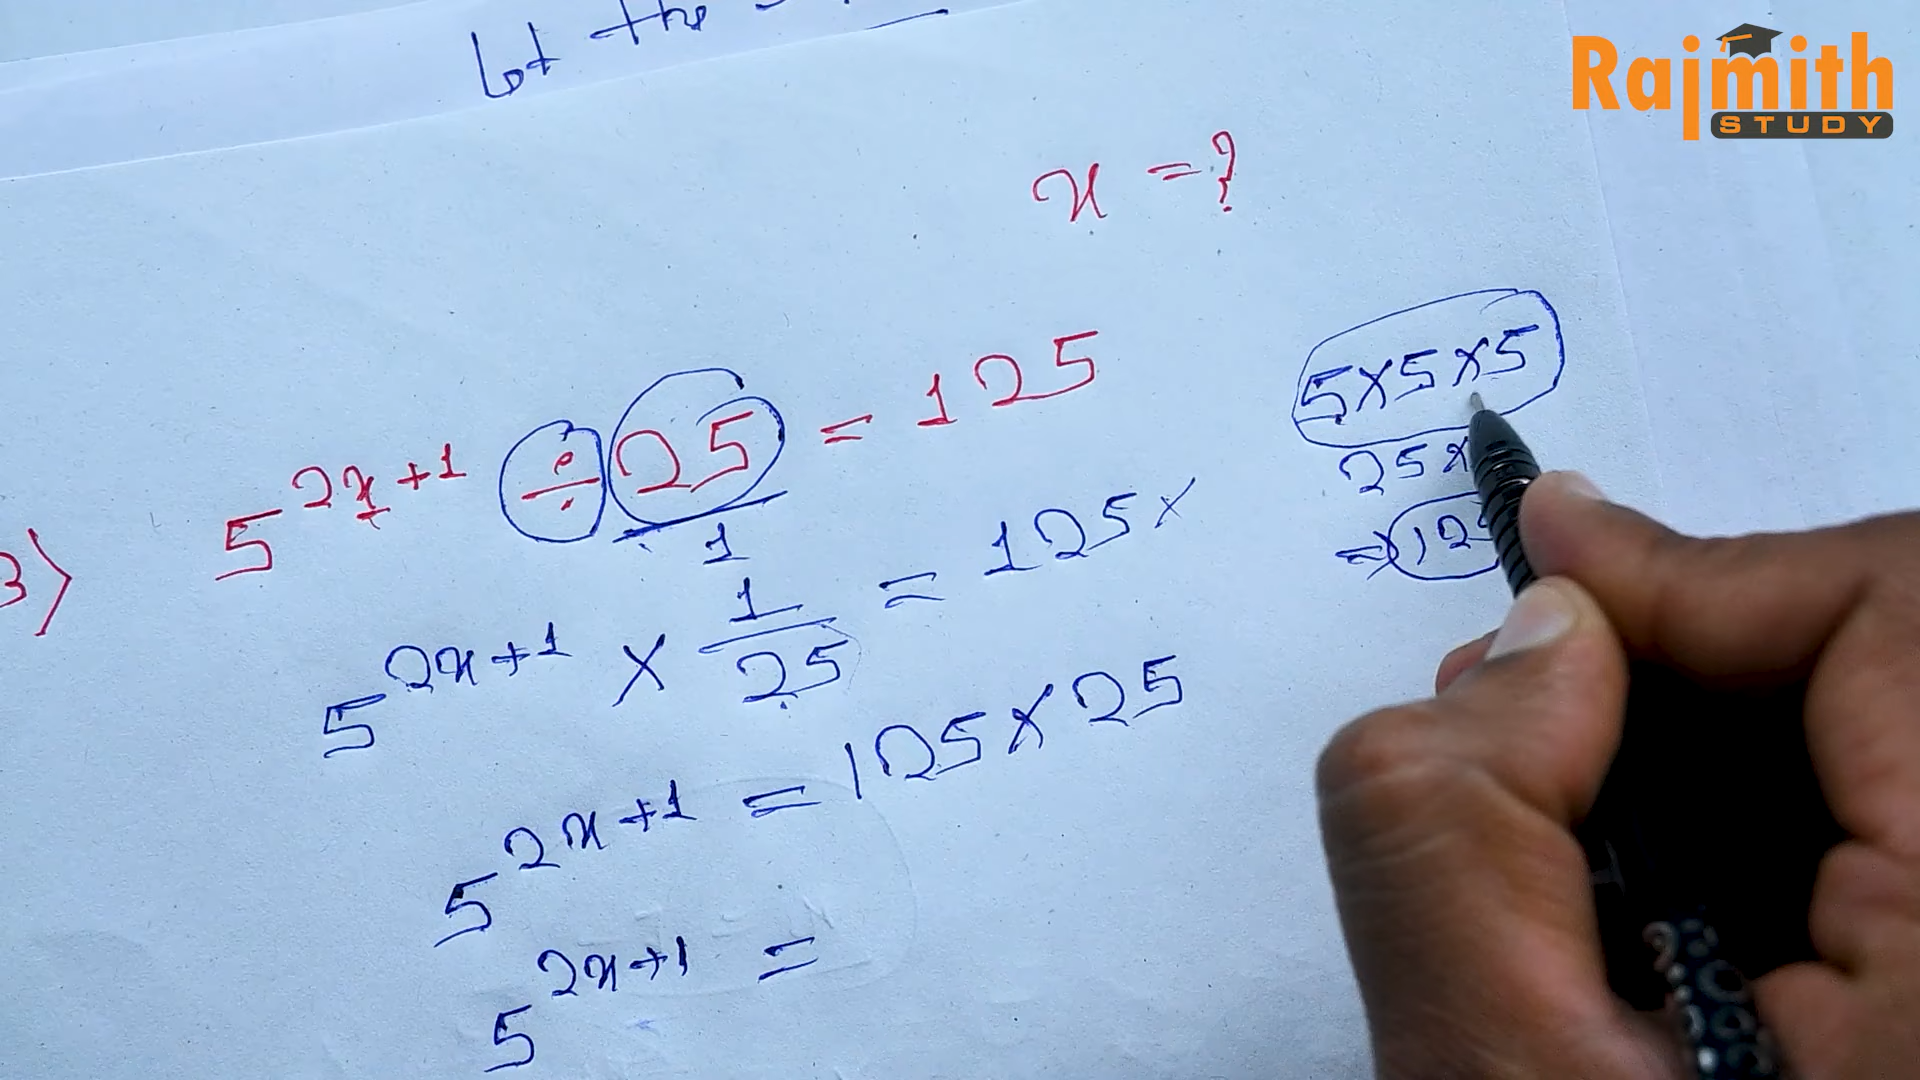 Let the
Rajmith
STUDY
x = ?
3) 5^{2x+1} ÷ 25/1 = 125
5^{2x+1} × 1/25 = 125 ×
5^{2x+1} = 125 × 25
5^{2x+1} =
5×5×5
25×
⇒ 125